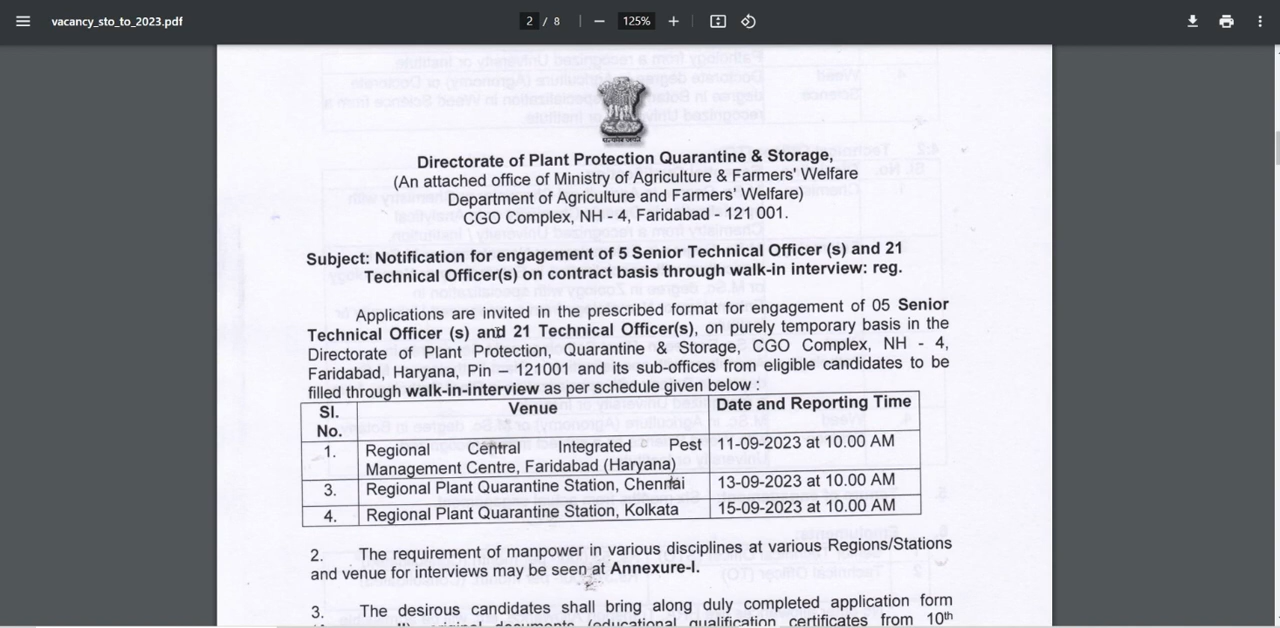 vacancy_sto_to_2023.pdf
2 / 8
125%
Directorate of Plant Protection Quarantine & Storage,
(An attached office of Ministry of Agriculture & Farmers' Welfare
Department of Agriculture and Farmers' Welfare)
CGO Complex, NH - 4, Faridabad - 121 001.
Subject: Notification for engagement of 5 Senior Technical Officer (s) and 21
Technical Officer(s) on contract basis through walk-in interview: reg.
Applications are invited in the prescribed format for engagement of 05 Senior
Technical Officer (s) and 21 Technical Officer(s), on purely temporary basis in the
Directorate of Plant Protection, Quarantine & Storage, CGO Complex, NH - 4,
Faridabad, Haryana, Pin – 121001 and its sub-offices from eligible candidates to be
filled through walk-in-interview as per schedule given below :
Sl. No. Venue Date and Reporting Time
1. Regional Central Integrated Pest 11-09-2023 at 10.00 AM
Management Centre, Faridabad (Haryana)
3. Regional Plant Quarantine Station, Chennai 13-09-2023 at 10.00 AM
4. Regional Plant Quarantine Station, Kolkata 15-09-2023 at 10.00 AM
2. The requirement of manpower in various disciplines at various Regions/Stations
and venue for interviews may be seen at Annexure-I.
3. The desirous candidates shall bring along duly completed application form
original documents (educational qualification certificates from 10th